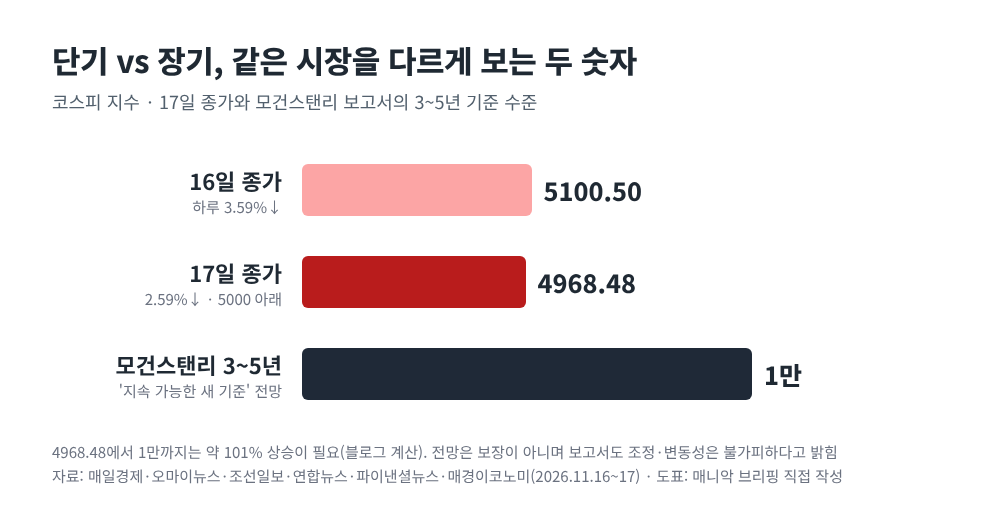 단기 vs 장기, 같은 시장을 다르게 보는 두 숫자
코스피 지수 · 17일 종가와 모건스탠리 보고서의 3~5년 기준 수준
16일 종가
하루 3.59%↓
5100.50
17일 종가
2.59%↓ · 5000 아래
4968.48
모건스탠리 3~5년
'지속 가능한 새 기준' 전망
1만
4968.48에서 1만까지는 약 101% 상승이 필요(블로그 계산). 전망은 보장이 아니며 보고서도 조정·변동성은 불가피하다고 밝힘
자료: 매일경제·오마이뉴스·조선일보·연합뉴스·파이낸셜뉴스·매경이코노미(2026.11.16~17) · 도표: 매니악 브리핑 직접 작성